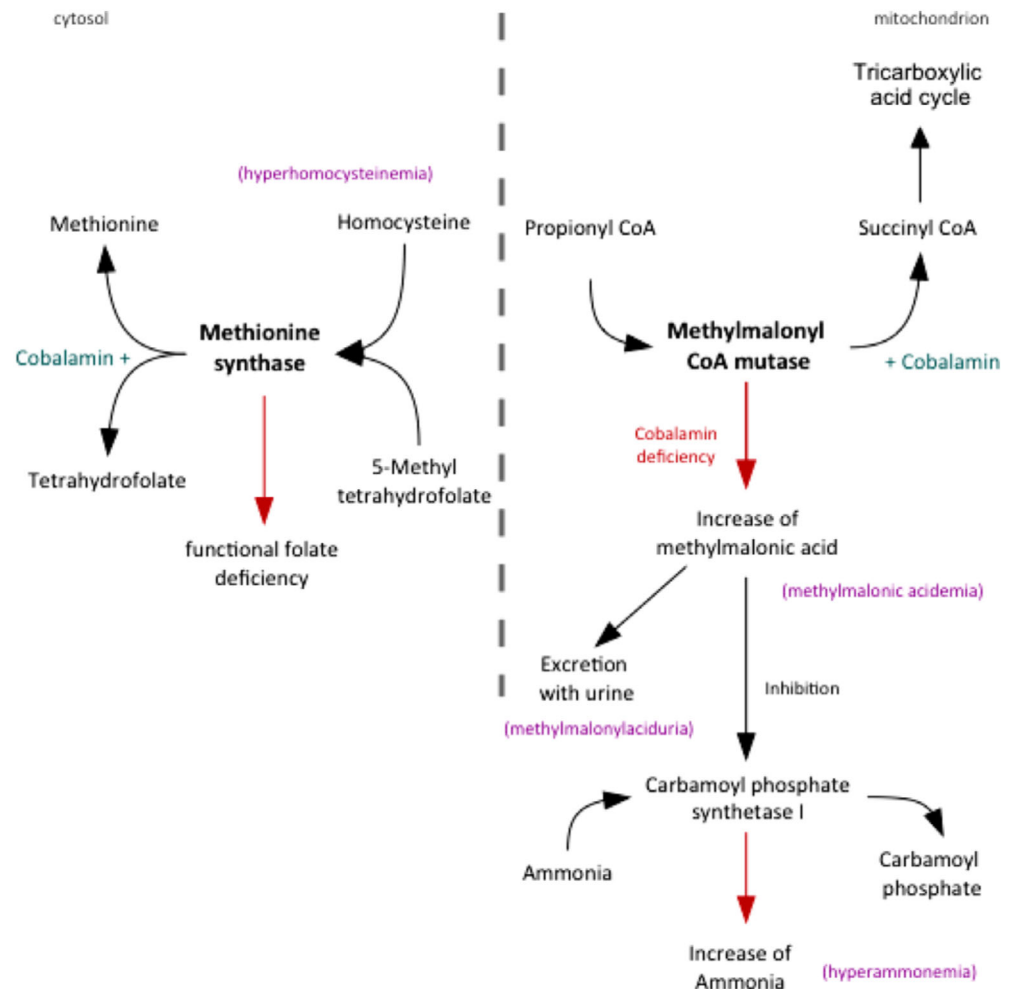 cytosol
mitochondrion
Tricarboxylic
acid cycle
(hyperhomocysteinemia)
Methionine
Homocysteine
Propionyl CoA
Succinyl CoA
Methionine
synthase
Cobalamin +
Methylmalonyl
CoA mutase
+ Cobalamin
Cobalamin
deficiency
Tetrahydrofolate
5-Methyl
tetrahydrofolate
functional folate
deficiency
Increase of
methylmalonic acid
(methylmalonic acidemia)
Excretion
with urine
Inhibition
(methylmalonylaciduria)
Carbamoyl phosphate
synthetase I
Ammonia
Carbamoyl
phosphate
Increase of
Ammonia
(hyperammonemia)